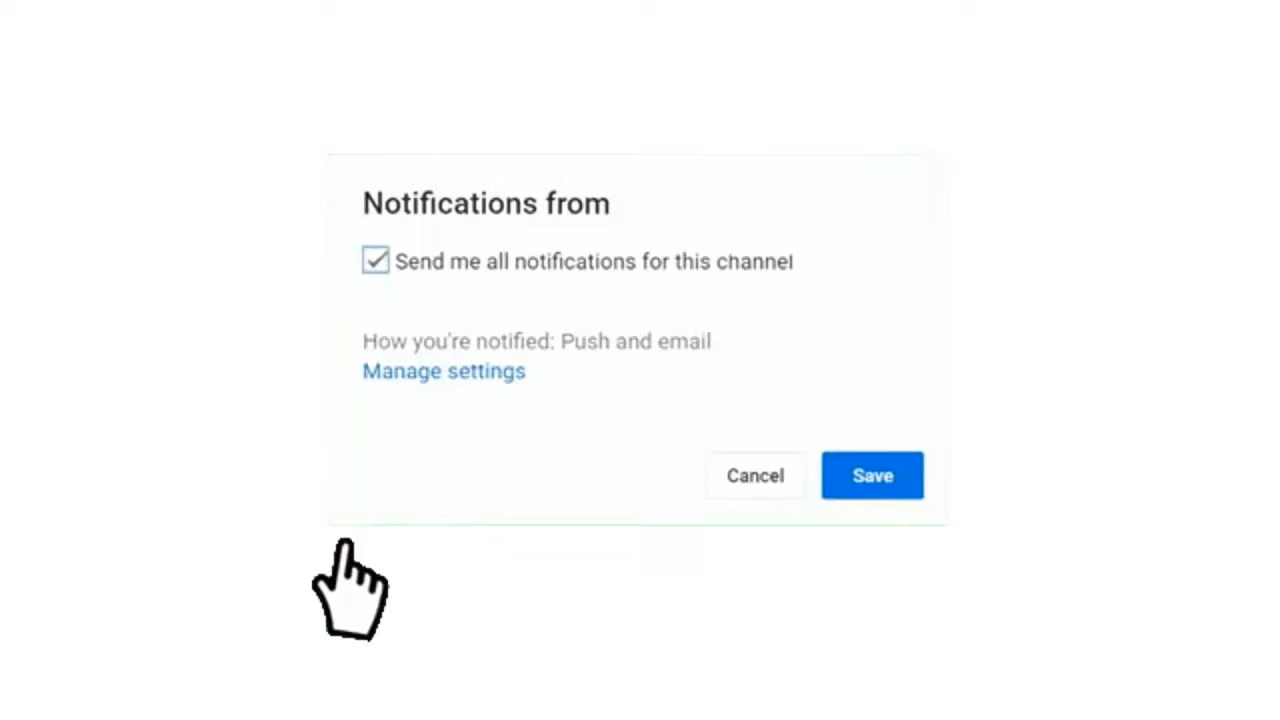 Notifications from
Send me all notifications for this channel
How you're notified: Push and email
Manage settings
Cancel
Save